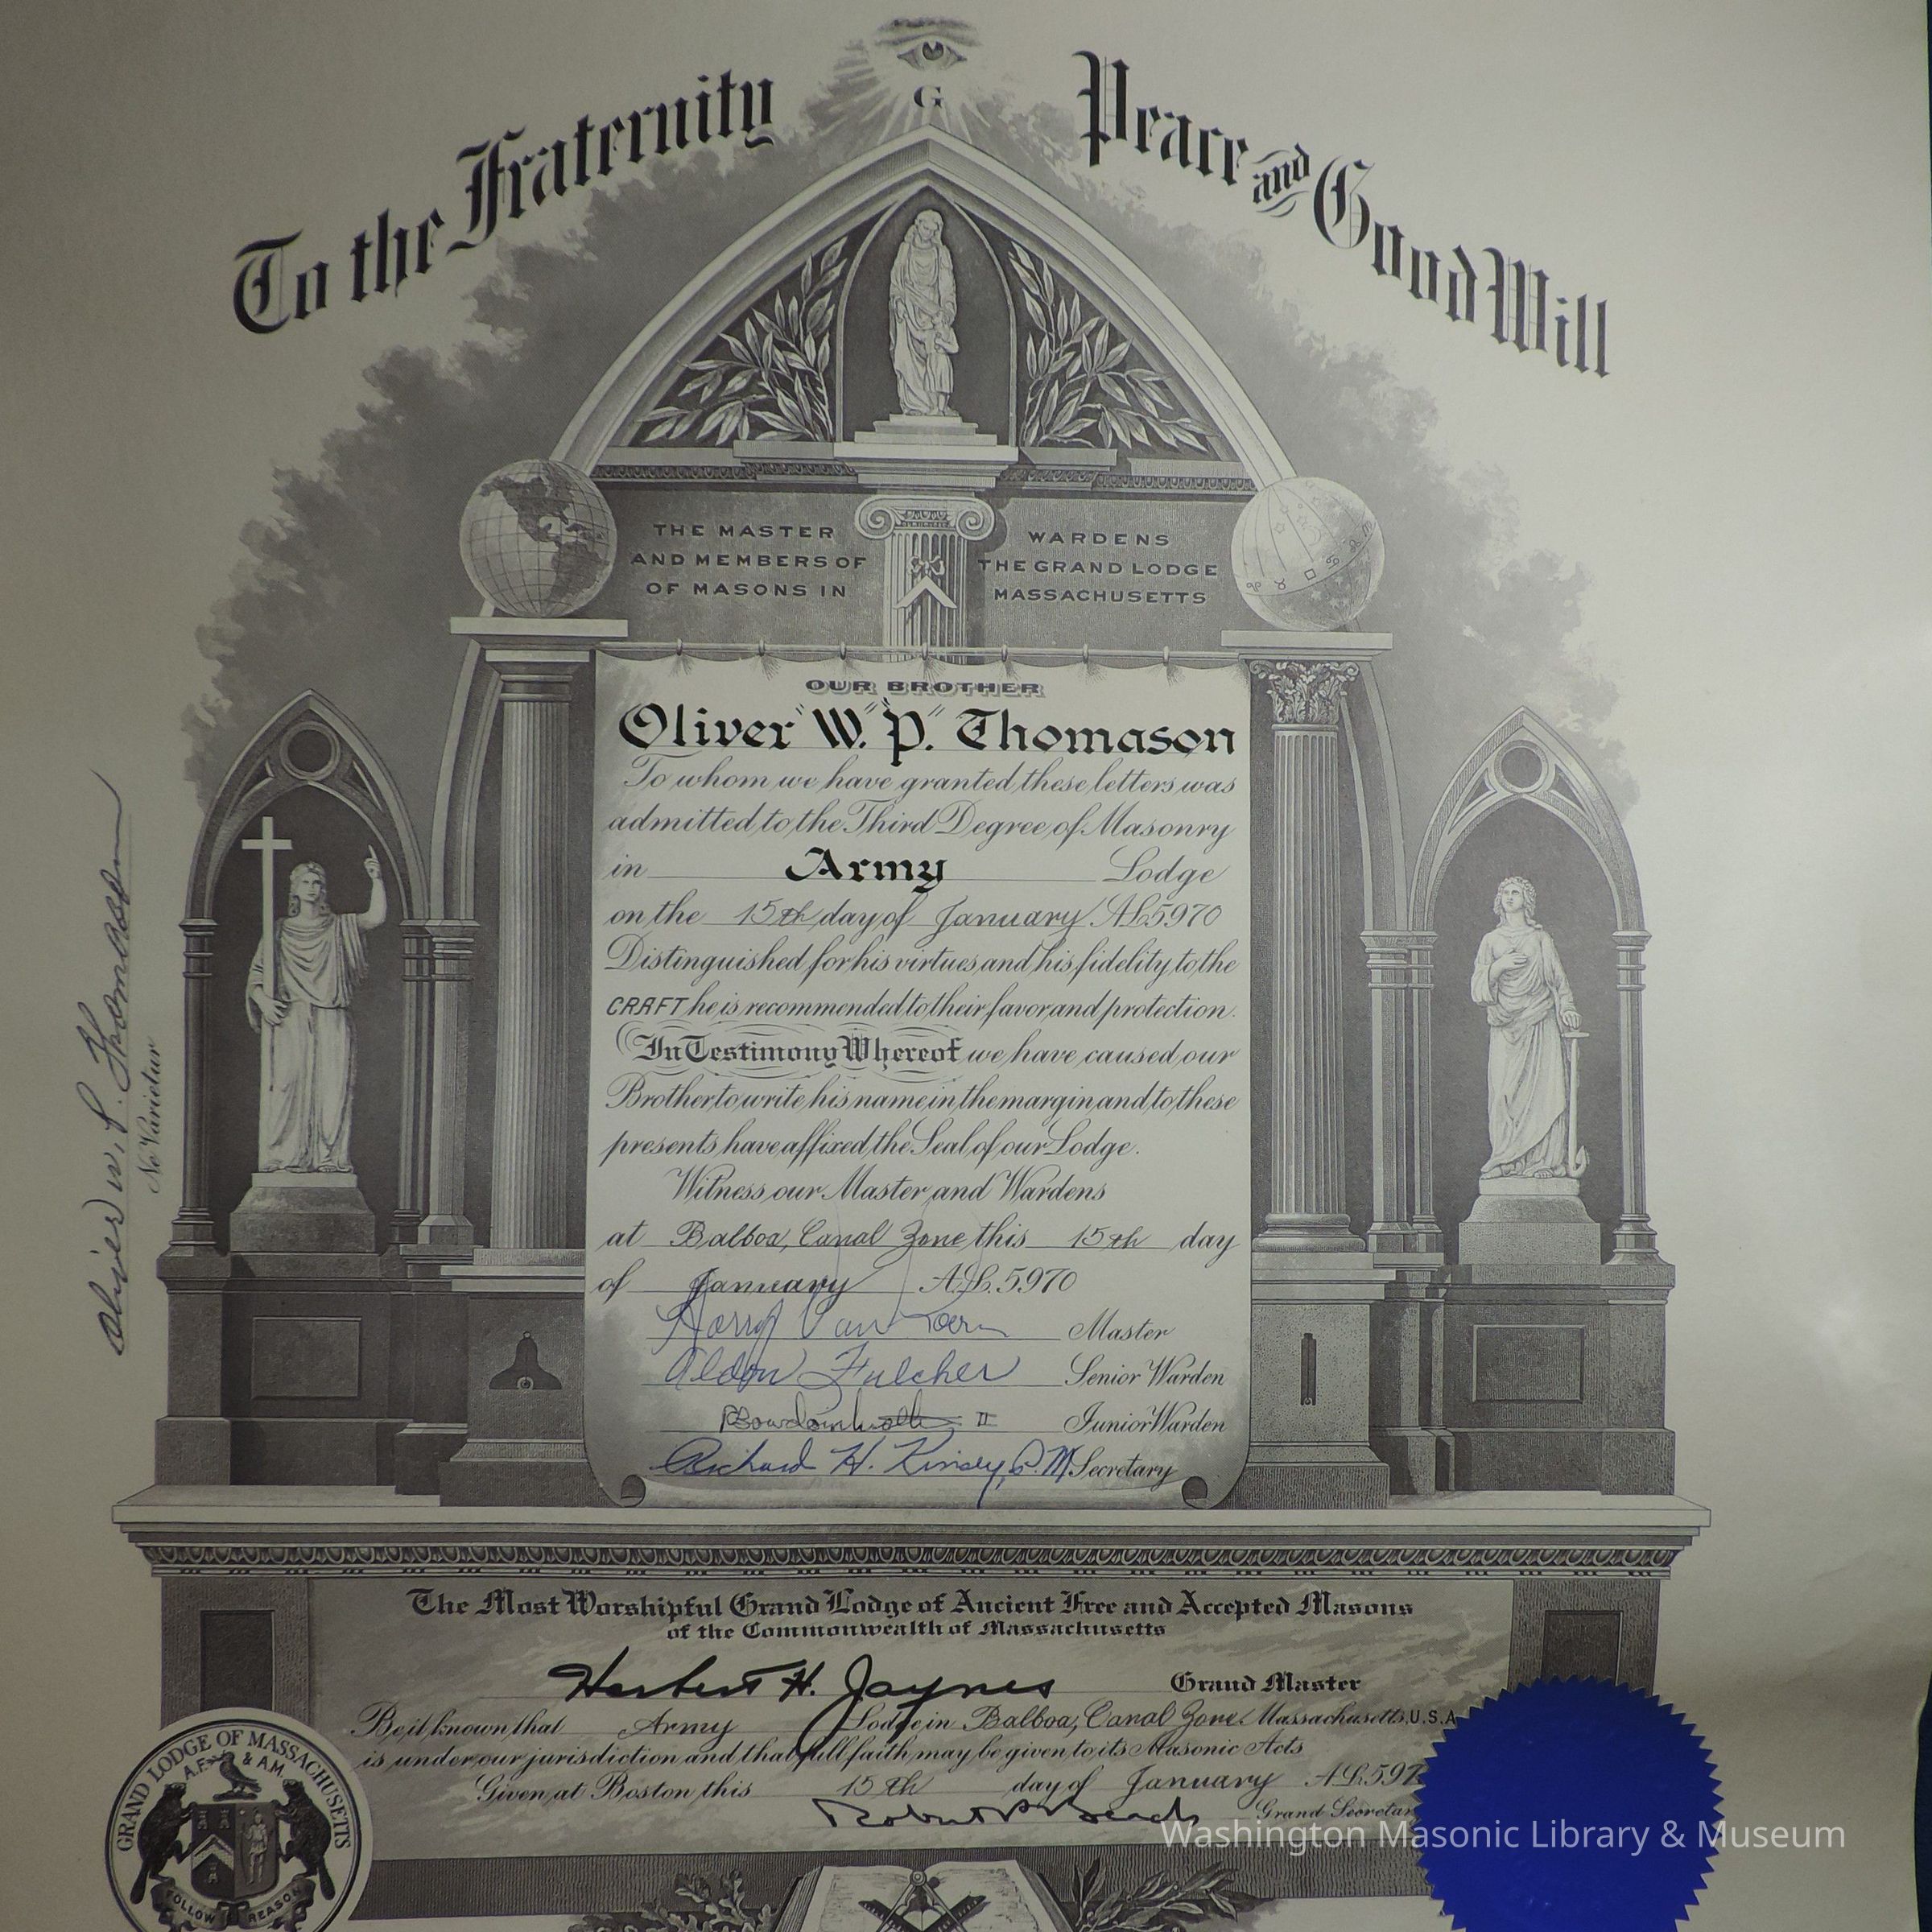 To the Fraternity Peace and Good Will
G
THE MASTER WARDENS
AND MEMBERS OF THE GRAND LODGE
OF MASONS IN MASSACHUSETTS
OUR BROTHER
Oliver "W." "P." Thomason
To whom we have granted these letters was
admitted to the Third Degree of Masonry
in Army Lodge
on the 15th day of January A.L. 5970
Distinguished for his virtues and his fidelity to the
CRAFT he is recommended to their favor and protection.
In Testimony Whereof we have caused our
Brother to write his name in the margin and to these
presents have affixed the Seal of our Lodge.
Witness our Master and Wardens
at Balboa, Canal Zone this 15th day
of January A.L. 5970
Harry Van Master
Aldon Fulcher Senior Warden
II Junior Warden
Richard H. Kinsey, P.M. Secretary
Oliver W. P. Thomason
Ne Varietur
The Most Worshipful Grand Lodge of Ancient Free and Accepted Masons
of the Commonwealth of Massachusetts
Herbert H. Jaynes Grand Master
Be it known that Army Lodge in Balboa, Canal Zone Massachusetts, U.S.A
is under our jurisdiction and that full faith may be given to its Masonic Acts
Given at Boston this 15th day of January A.L. 597
Robert P. Beach Grand Secretar
GRAND LODGE OF MASSACHUSETTS
A.F. & A.M.
FOLLOW REASON
Washington Masonic Library & Museum